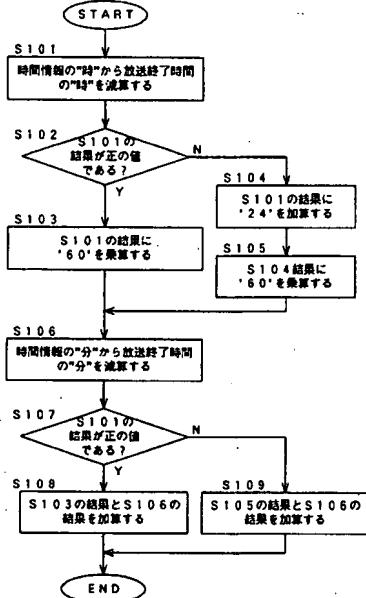 START
S101
時間情報の"時"から放送終了時間
の"時"を減算する
S102
S101の
結果が正の値
である?
N
Y
S104
S101の結果に
'24'を加算する
S103
S101の結果に
'60'を乗算する
S105
S104結果に
'60'を乗算する
S106
時間情報の"分"から放送終了時間
の"分"を減算する
S107
S101の
結果が正の値
である?
N
Y
S108
S103の結果とS106の
結果を加算する
S109
S105の結果とS106の
結果を加算する
END